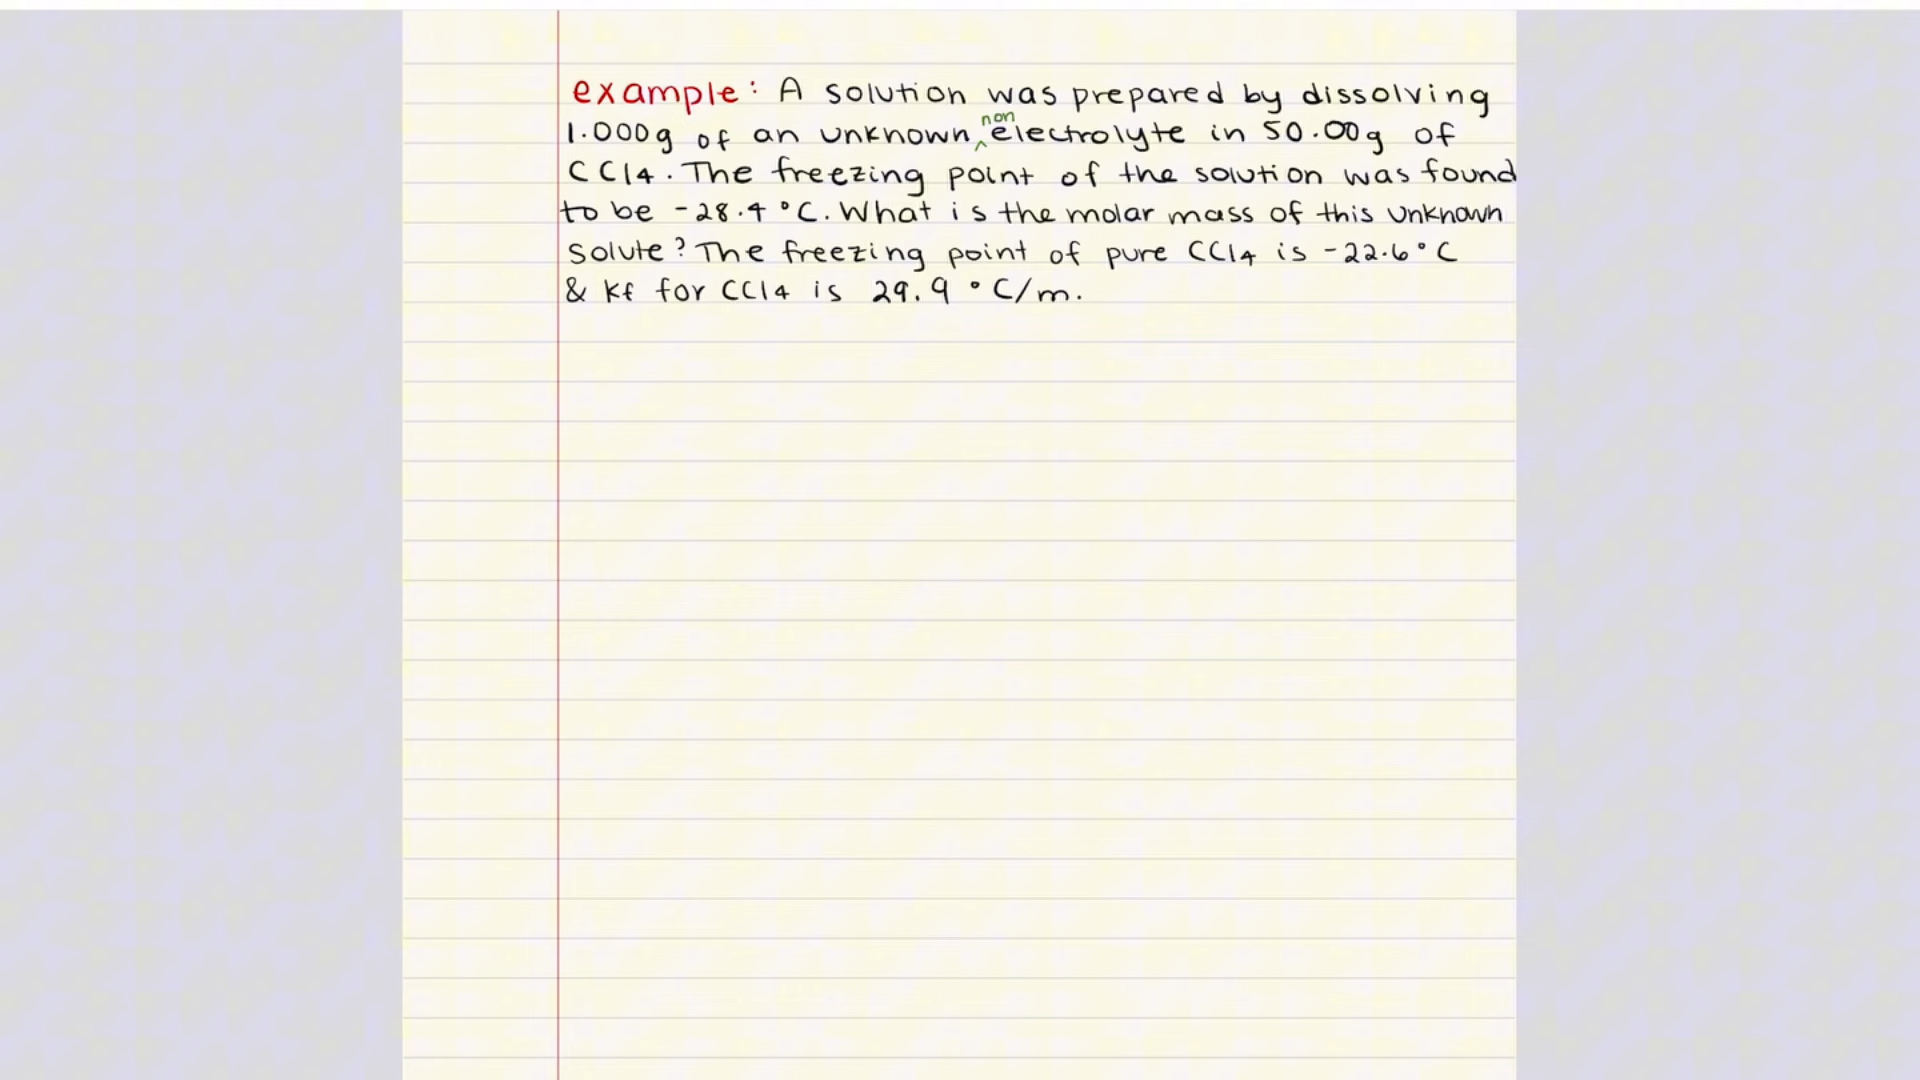 example: A solution was prepared by dissolving
1.000g of an unknown nonelectrolyte in 50.00g of
CCl4. The freezing point of the solution was found
to be -28.4 °C. What is the molar mass of this unknown
solute? The freezing point of pure CCl4 is -22.6°C
& kf for CCl4 is 29.9 °C/m.